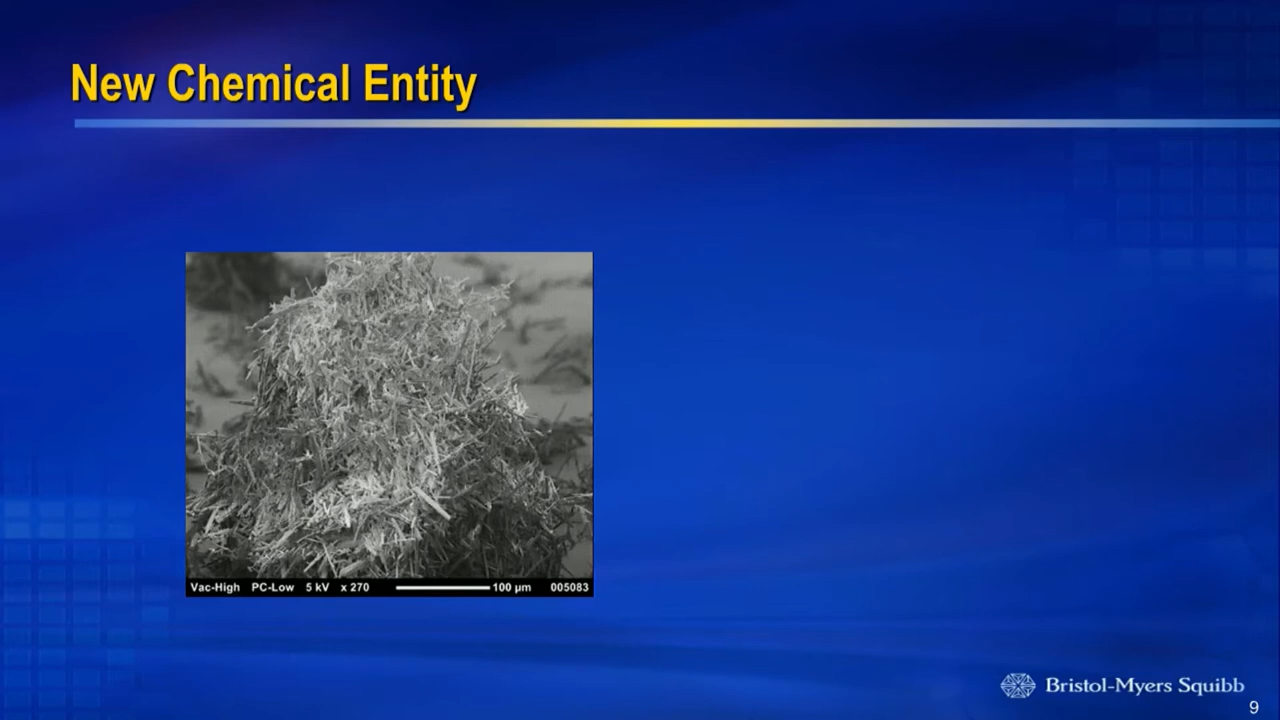 New Chemical Entity
Vac-High PC-Low 5 kV x 270 100 µm 005083
Bristol-Myers Squibb
9